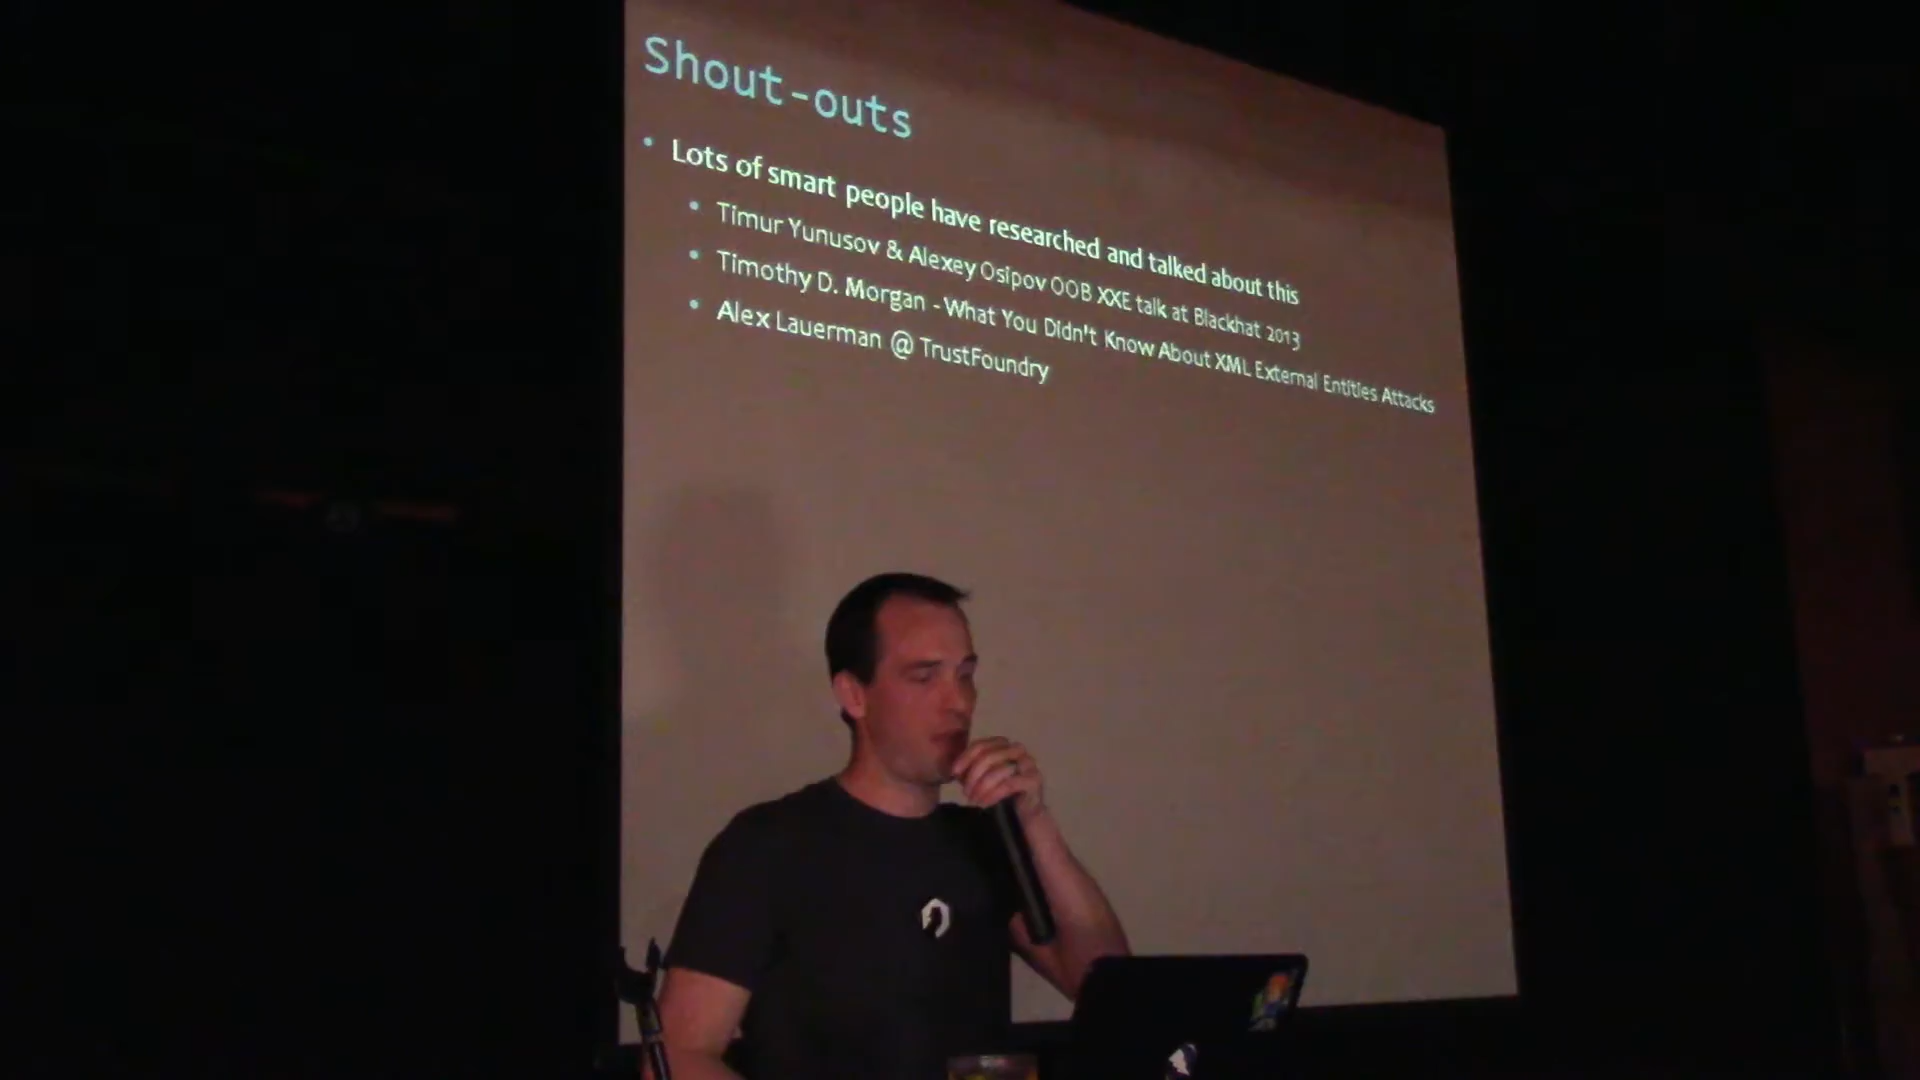 Shout-outs
Lots of smart people have researched and talked about this
Timur Yunusov & Alexey Osipov OOB XXE talk at Blackhat 2013
Timothy D. Morgan - What You Didn't Know About XML External Entities Attacks
Alex Lauerman @ TrustFoundry